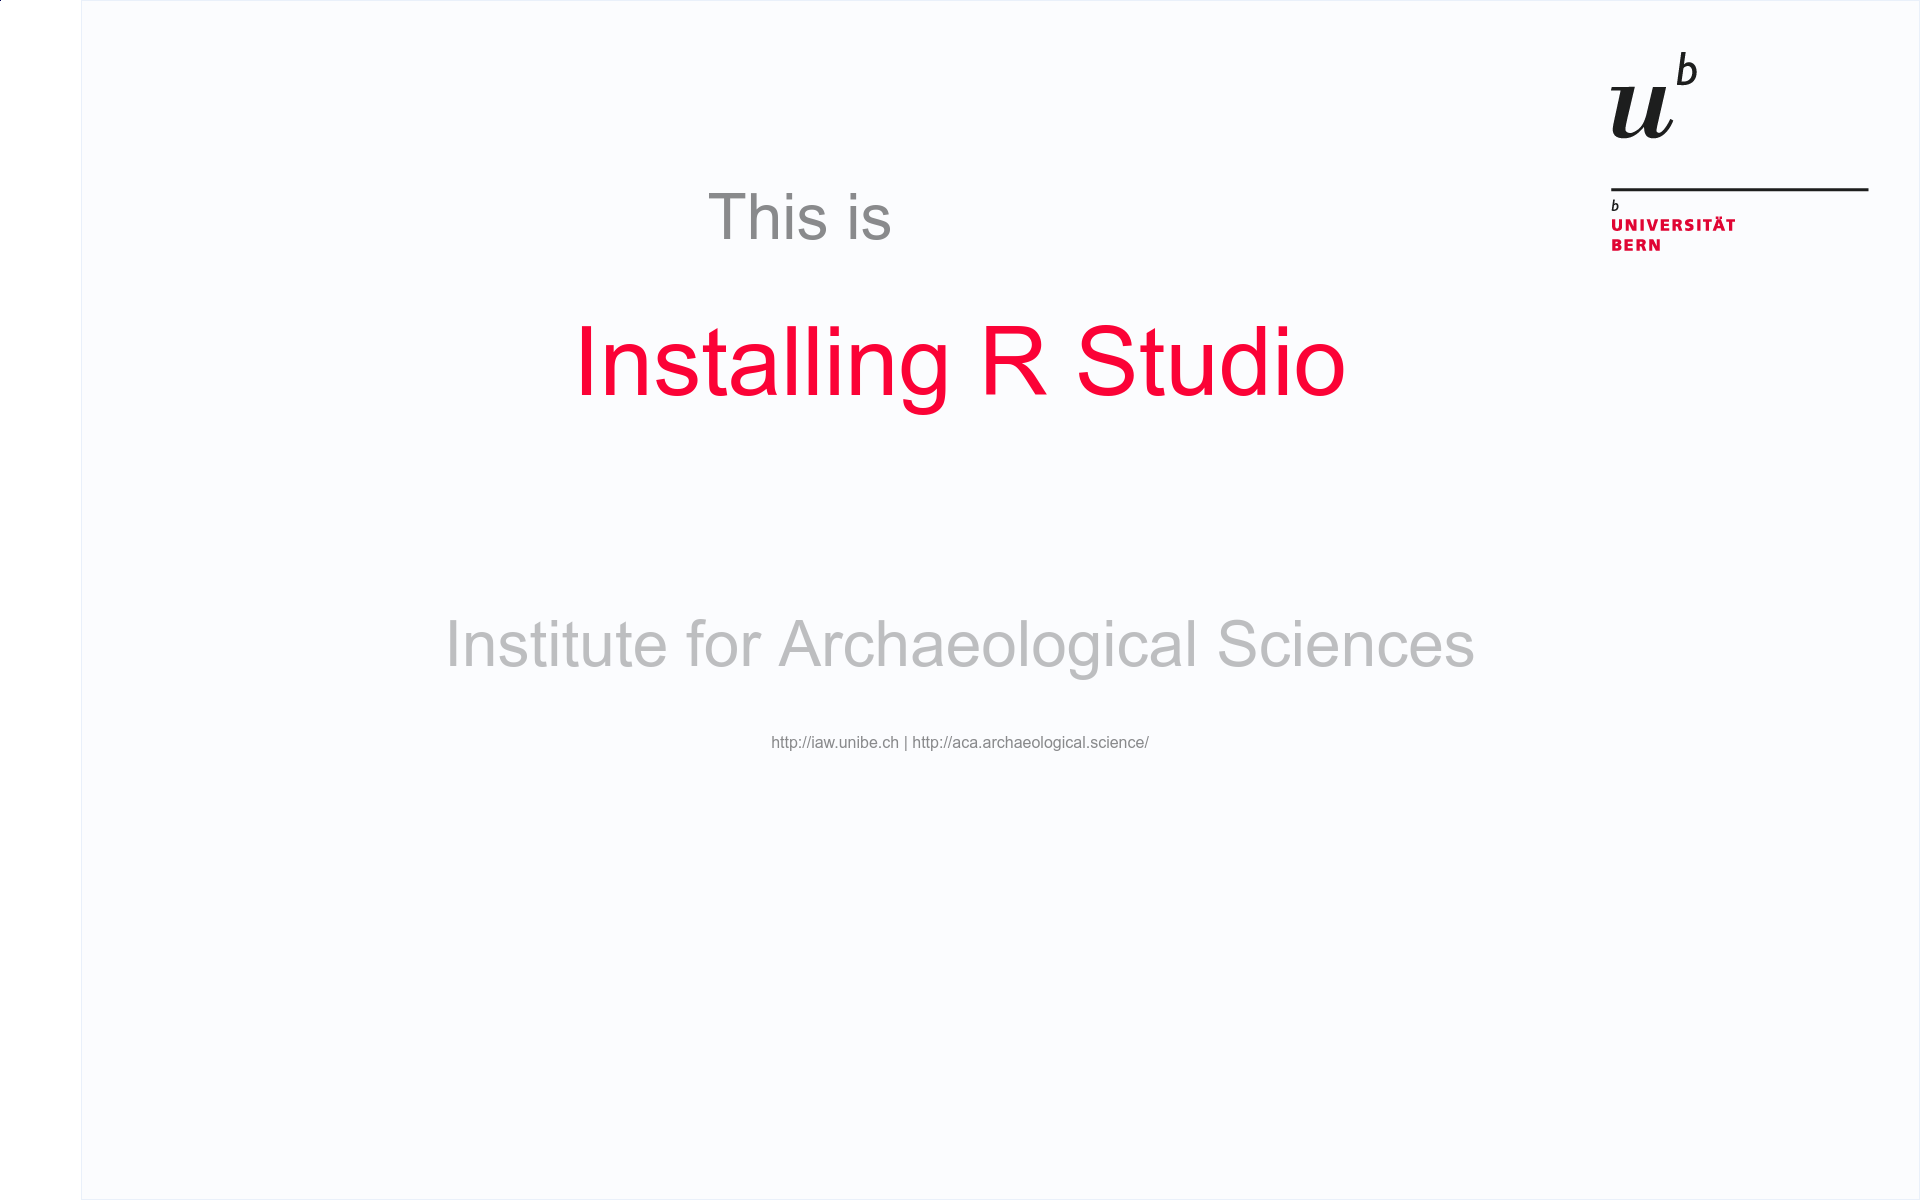 u b
This is
b
UNIVERSITÄT
BERN
Installing R Studio
Institute for Archaeological Sciences
http://iaw.unibe.ch | http://aca.archaeological.science/